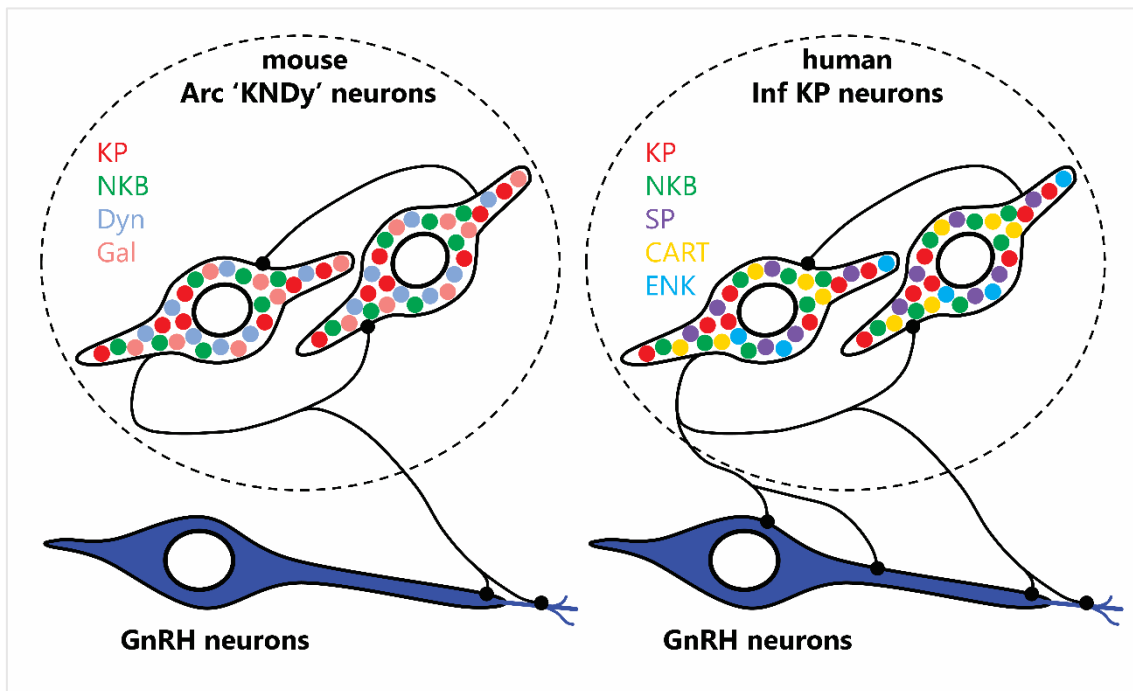 mouse
Arc ‘KNDy’ neurons
KP
NKB
Dyn
Gal
GnRH neurons
human
Inf KP neurons
KP
NKB
SP
CART
ENK
GnRH neurons